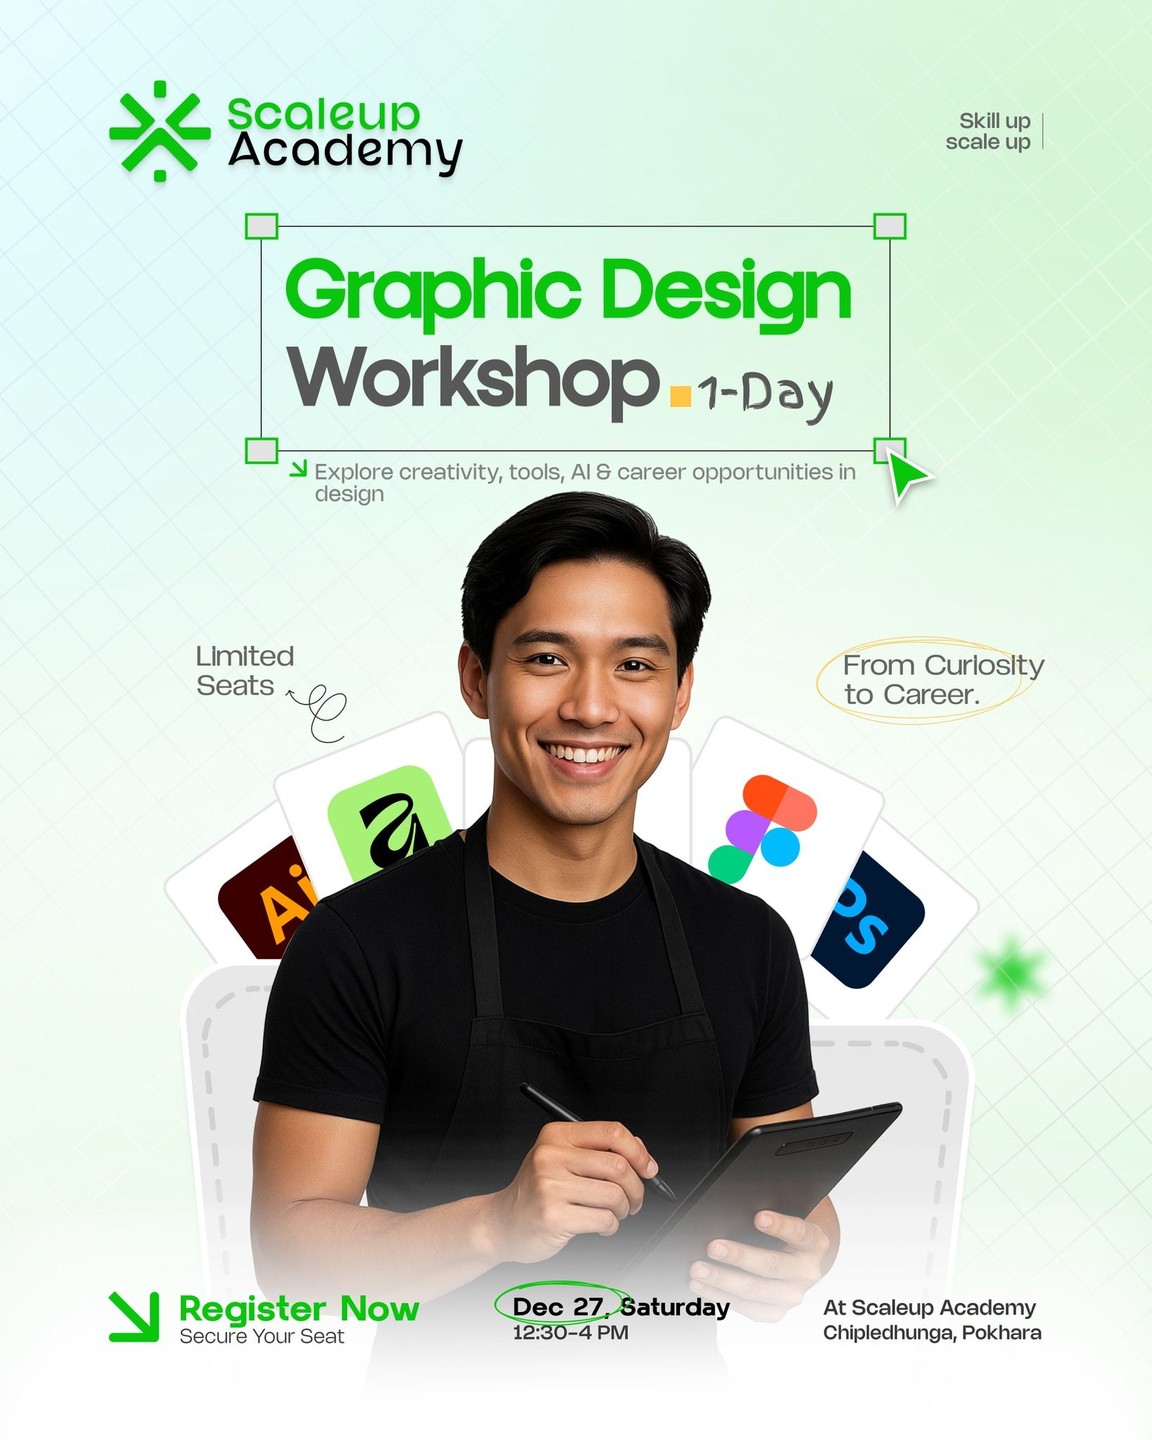 Scaleup
Academy
Skill up
scale up
Graphic Design
Workshop
1-Day
Explore creativity, tools, AI & career opportunities in
design
Limited
Seats
From Curiosity
to Career.
Ai
a
Ps
Register Now
Secure Your Seat
Dec 27, Saturday
12:30-4 PM
At Scaleup Academy
Chipledhunga, Pokhara